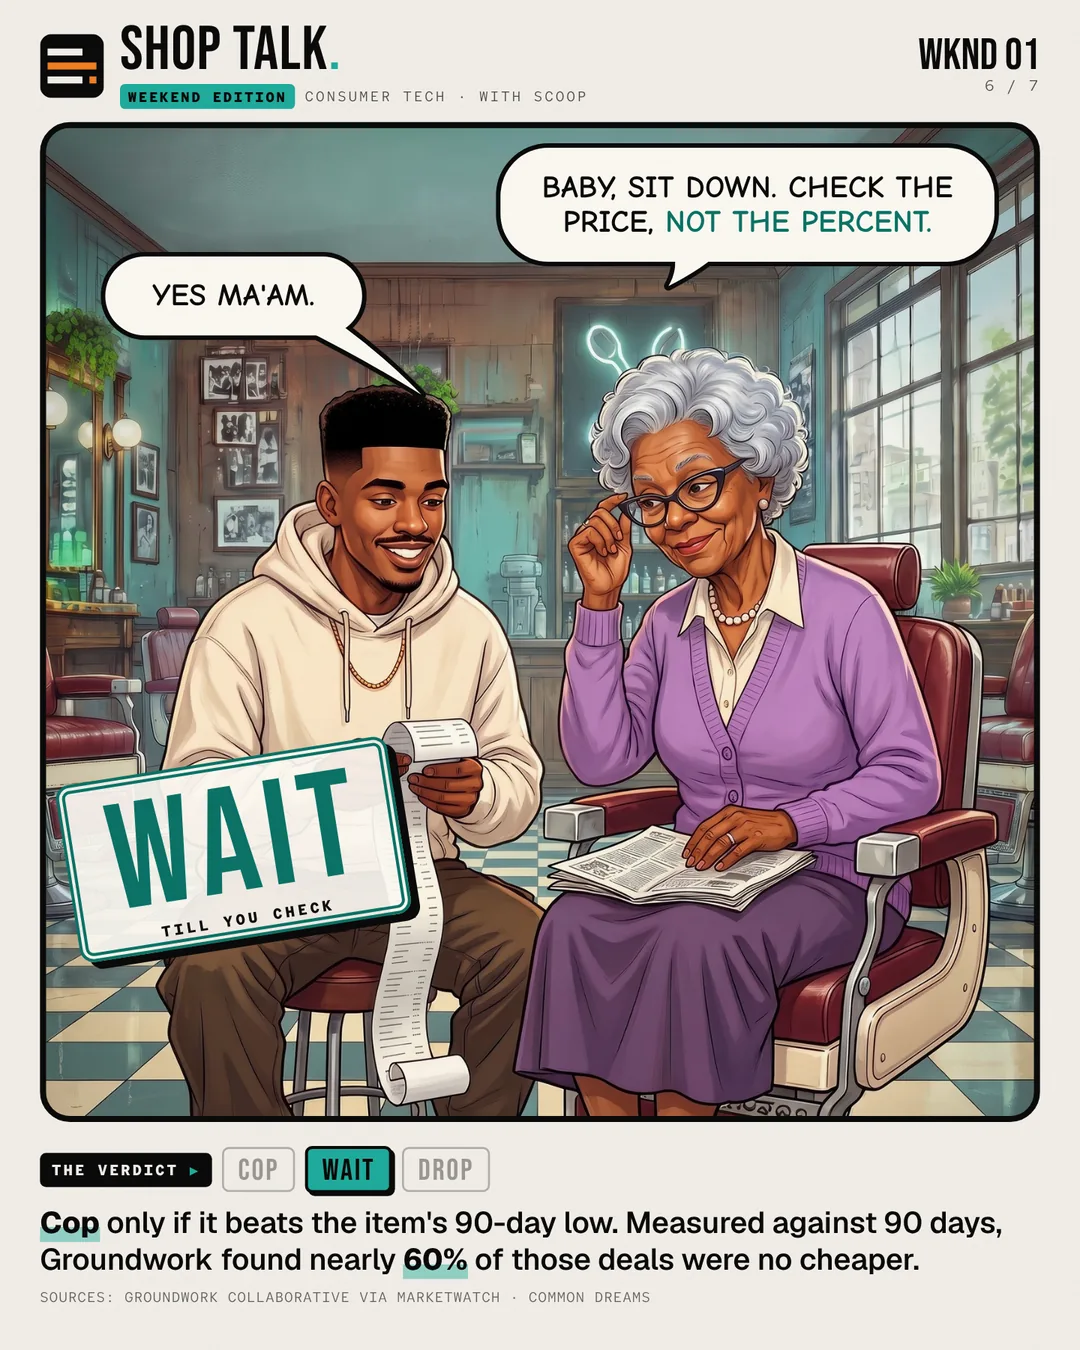 SHOP TALK.
WEEKEND EDITION CONSUMER TECH · WITH SCOOP
WKND 01
6 / 7
BABY, SIT DOWN. CHECK THE
PRICE, NOT THE PERCENT.
YES MA'AM.
WAIT
TILL YOU CHECK
THE VERDICT ▸ COP WAIT DROP
Cop only if it beats the item's 90-day low. Measured against 90 days,
Groundwork found nearly 60% of those deals were no cheaper.
SOURCES: GROUNDWORK COLLABORATIVE VIA MARKETWATCH · COMMON DREAMS